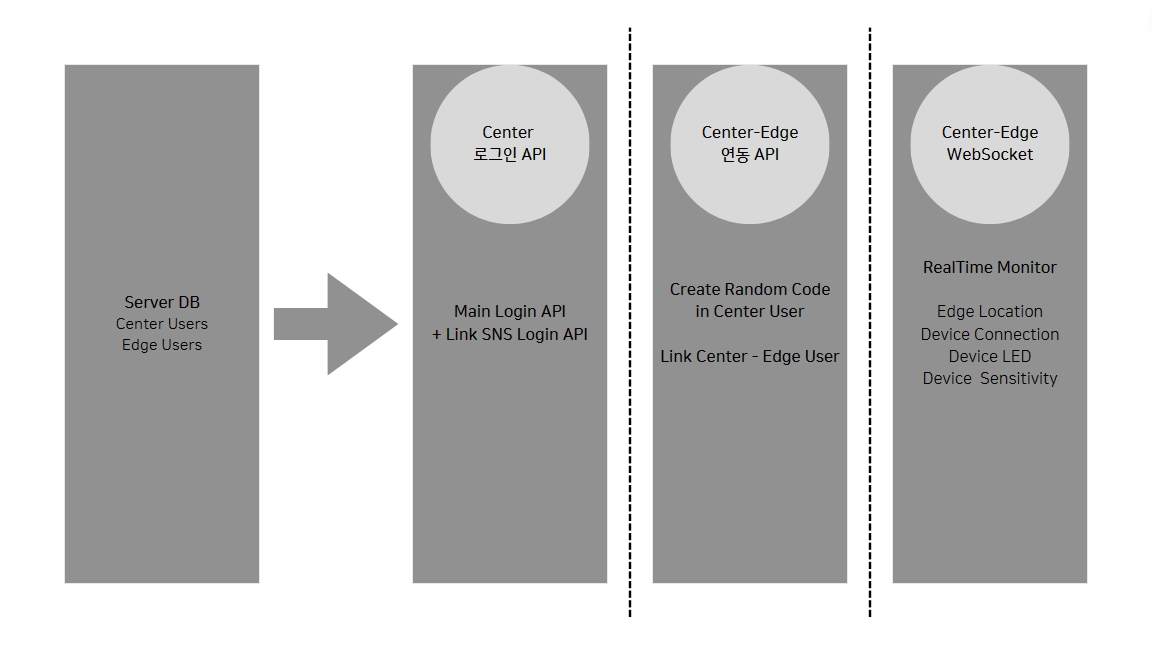 Server DB
Center Users
Edge Users
Center
로그인 API
Main Login API
+ Link SNS Login API
Center-Edge
연동 API
Create Random Code
in Center User
Link Center - Edge User
Center-Edge
WebSocket
RealTime Monitor
Edge Location
Device Connection
Device LED
Device  Sensitivity